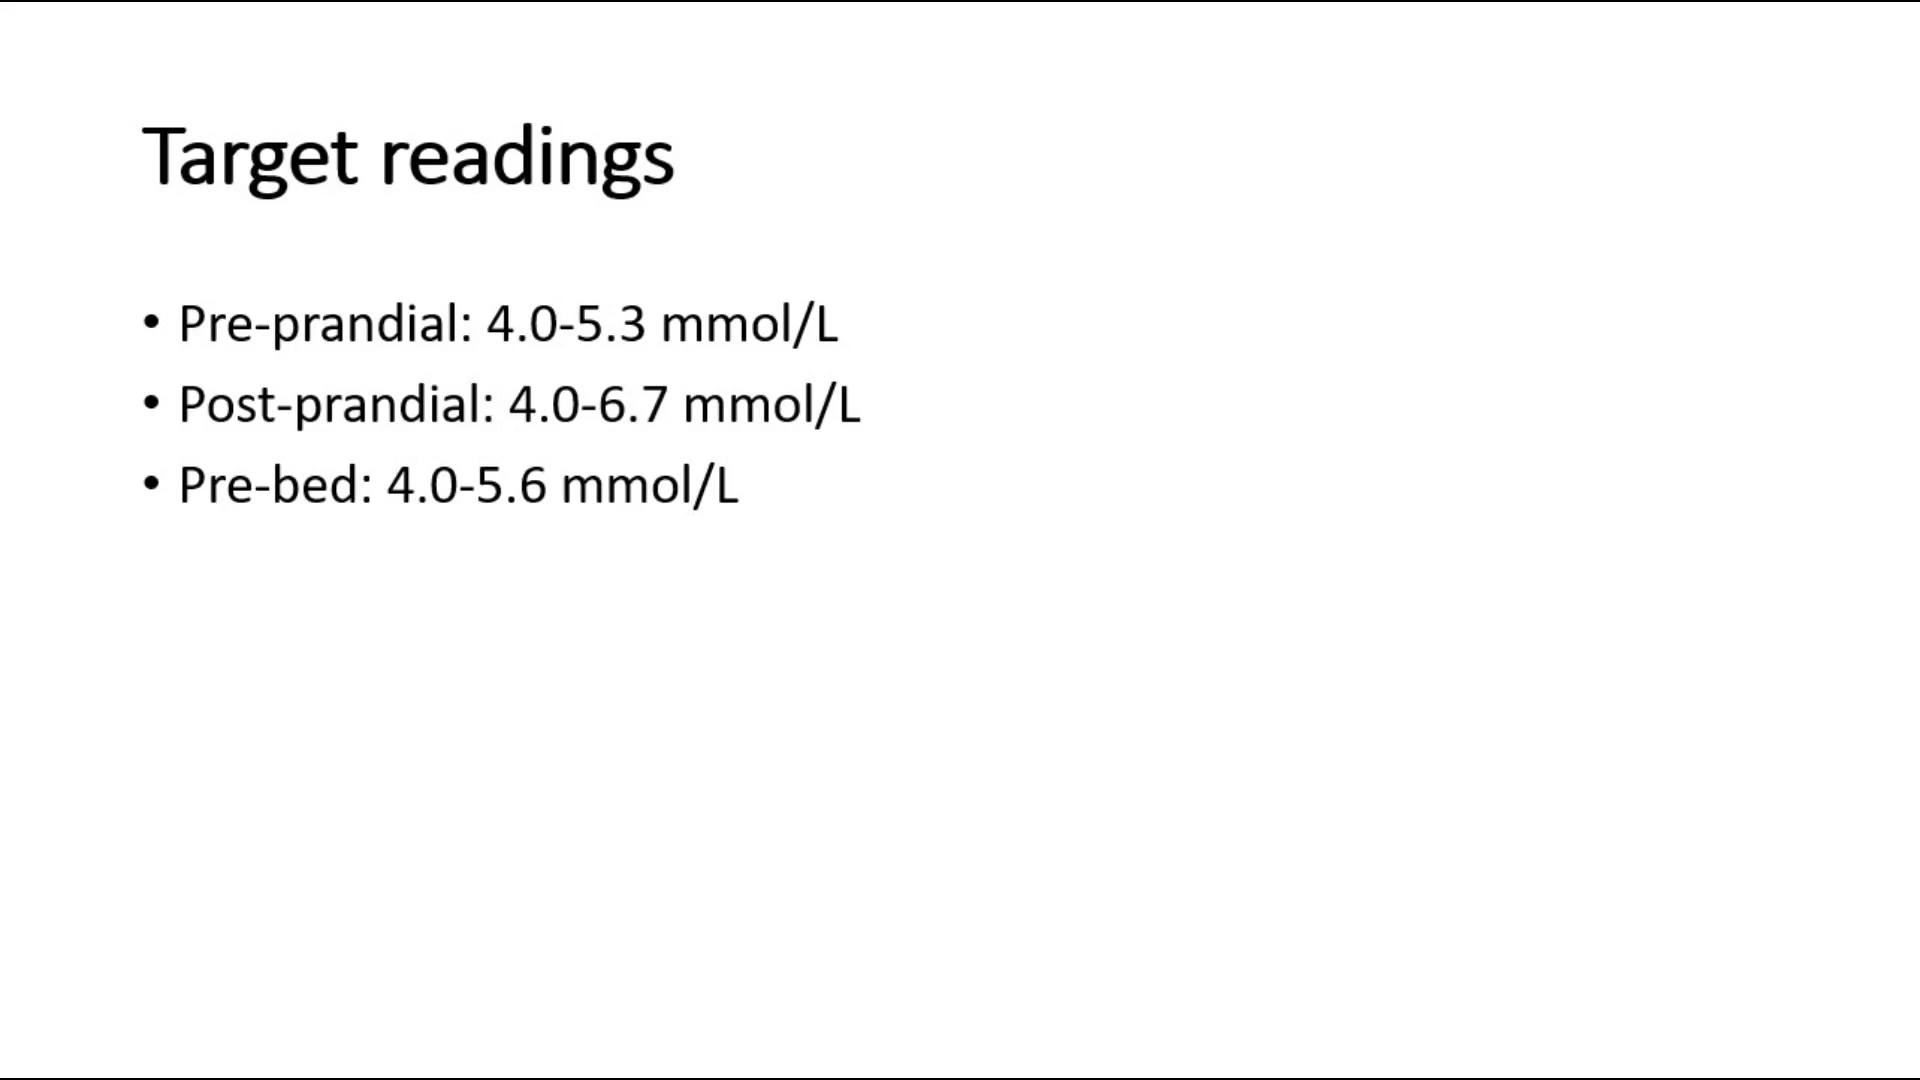 Target readings
• Pre-prandial: 4.0-5.3 mmol/L
• Post-prandial: 4.0-6.7 mmol/L
• Pre-bed: 4.0-5.6 mmol/L